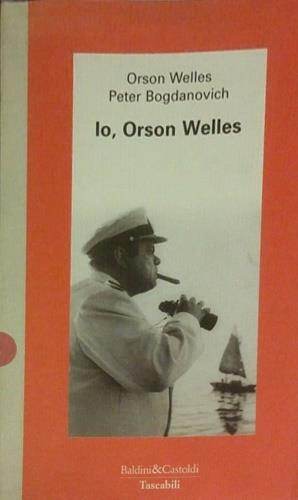 Orson Welles
Peter Bogdanovich
Io, Orson Welles
Baldini&Castoldi
Tascabili